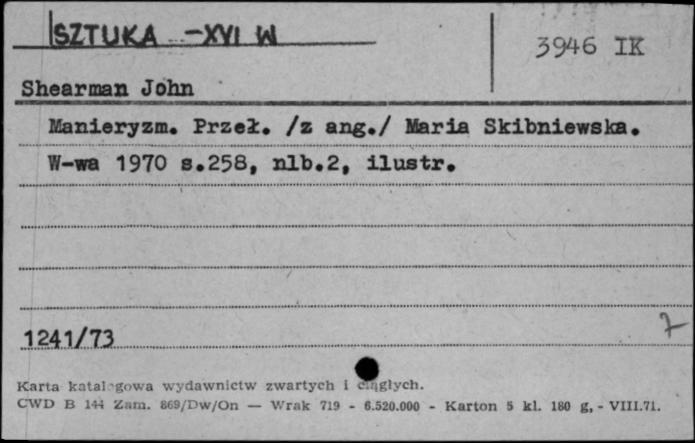 SZTUKA -XVI W
3946 IK
Shearman John
Manieryzm. Przeł. /z ang./ Maria Skibniewska.
W-wa 1970 s.258, nlb.2, ilustr.
1241/73
7
Karta katalogowa wydawnictw zwartych i ciągłych.
CWD B 144 Zam. 869/Dw/On — Wrak 719 - 6.520.000 - Karton 5 kl. 180 g, - VIII.71.